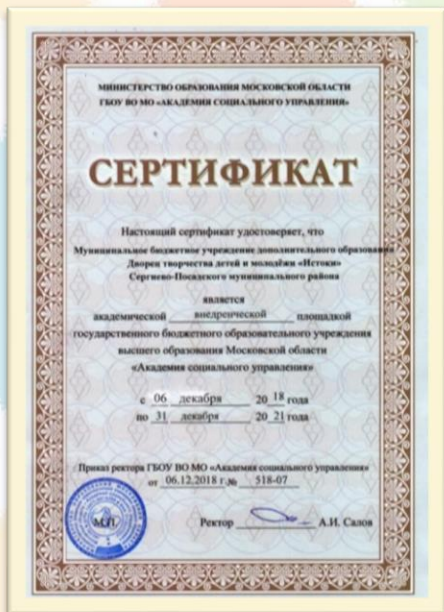 МИНИСТЕРСТВО ОБРАЗОВАНИЯ МОСКОВСКОЙ ОБЛАСТИ
ГБОУ ВО МО «АКАДЕМИЯ СОЦИАЛЬНОГО УПРАВЛЕНИЯ»
СЕРТИФИКАТ
Настоящий сертификат удостоверяет, что
Муниципальное бюджетное учреждение дополнительного образования
Дворец творчества детей и молодёжи «Истоки»
Сергиево-Посадского муниципального района
является
академической внедренческой площадкой
государственного бюджетного образовательного учреждения
высшего образования Московской области
«Академия социального управления»
с 06 декабря 20 18 года
по 31 декабря 20 21 года
Приказ ректора ГБОУ ВО МО «Академия социального управления»
от 06.12.2018 г. № 518-07
М.П.
Ректор А.И. Салов